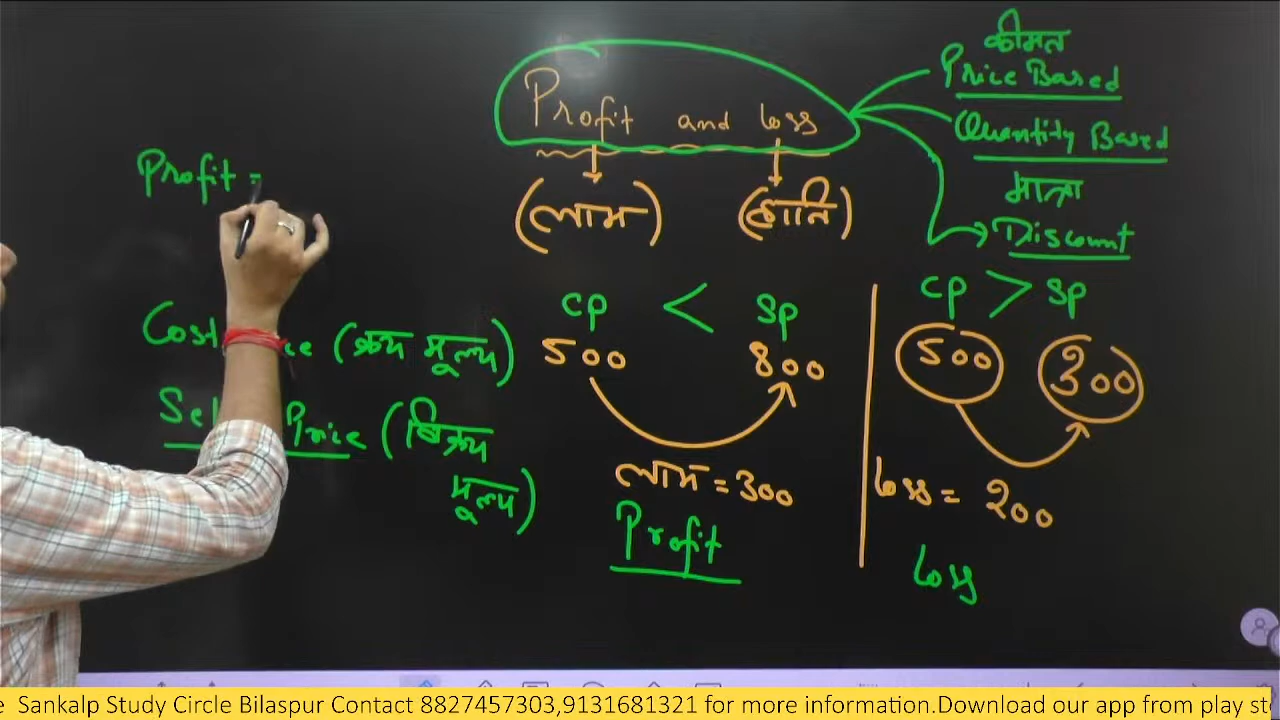 कीमत
Price Based
Profit and loss
Quantity Based
Profit =
(लाभ) (हानि)
मात्रा
Discount
CP < SP
CP > SP
Cost (क्रय मूल्य)
500 800
500 300
Price (विक्रय
मूल्य)
लाभ = 300
loss = 200
Profit
loss
Sankalp Study Circle Bilaspur Contact 8827457303,9131681321 for more information.Download our app from play